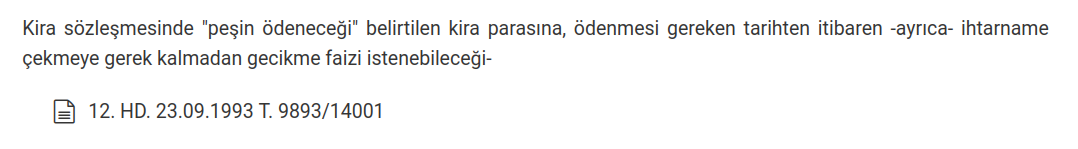 Kira sözleşmesinde "peşin ödeneceği" belirtilen kira parasına, ödenmesi gereken tarihten itibaren -ayrıca- ihtarname
çekmeye gerek kalmadan gecikme faizi istenebileceği-
12. HD. 23.09.1993 T. 9893/14001